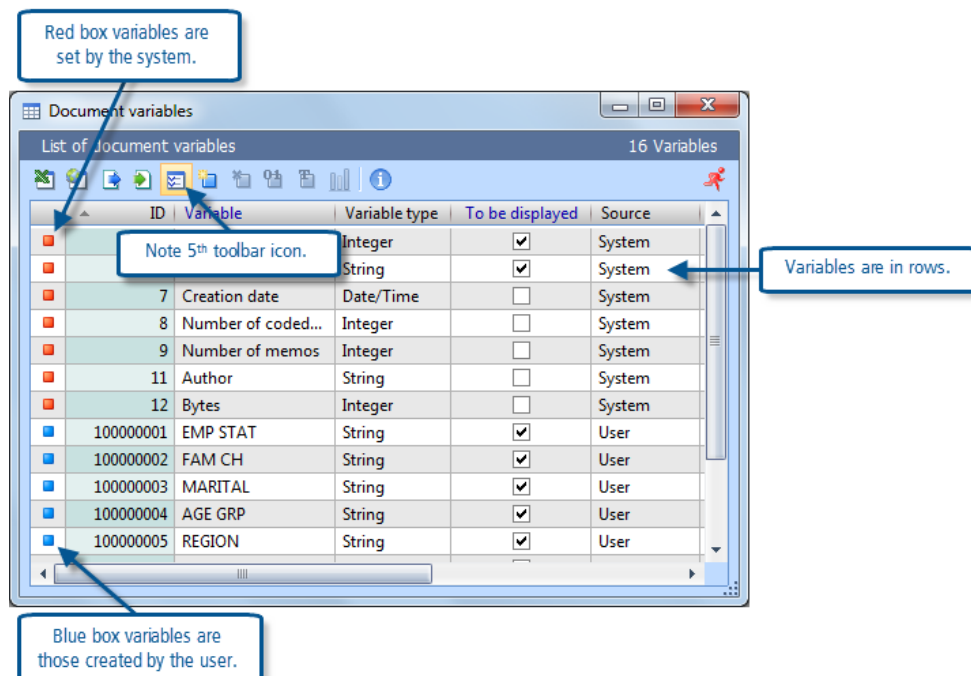 Red box variables are
set by the system.
Document variables
List of document variables 16 Variables
ID Variable Variable type To be displayed Source
Integer System
Note 5th toolbar icon.
String System
Variables are in rows.
7 Creation date Date/Time System
8 Number of coded... Integer System
9 Number of memos Integer System
11 Author String System
12 Bytes Integer System
100000001 EMP STAT String User
100000002 FAM CH String User
100000003 MARITAL String User
100000004 AGE GRP String User
100000005 REGION String User
Blue box variables are
those created by the user.